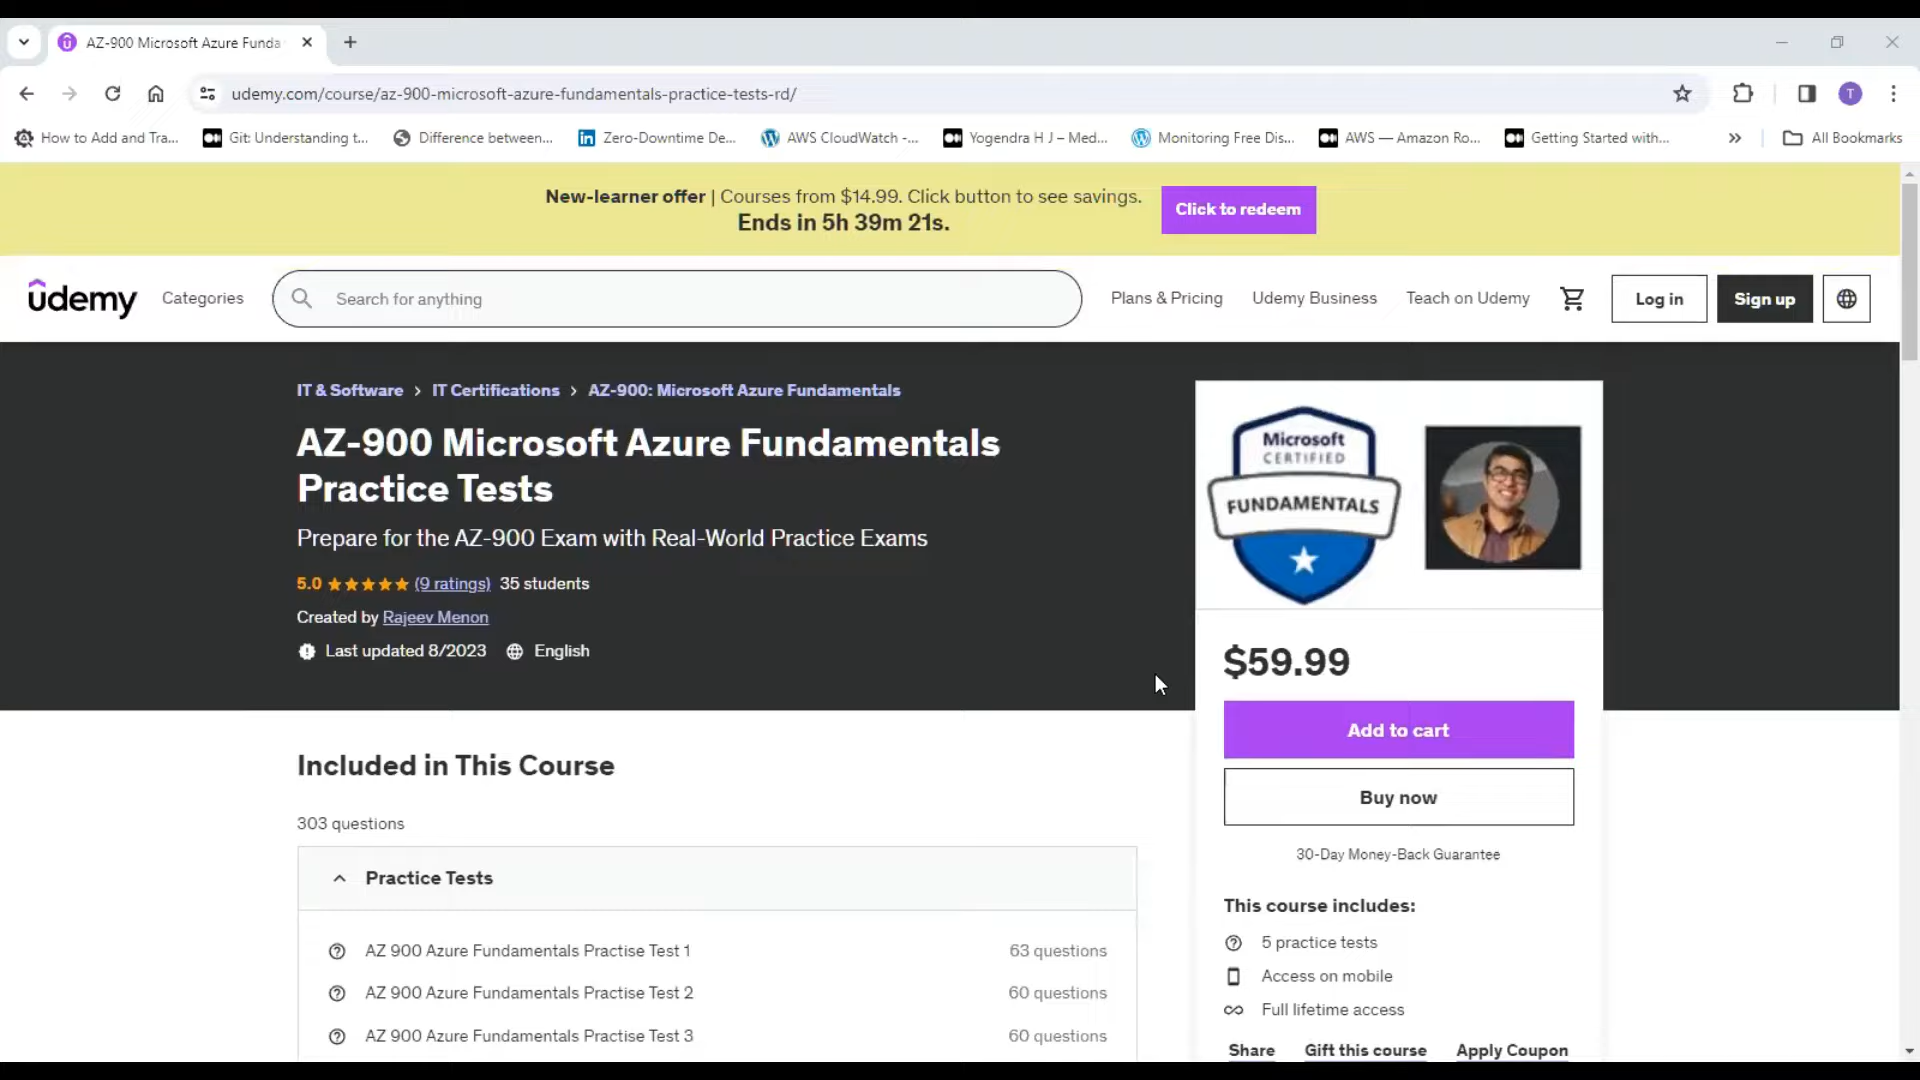 AZ-900 Microsoft Azure Funda
udemy.com/course/az-900-microsoft-azure-fundamentals-practice-tests-rd/
T
How to Add and Tra...
Git: Understanding t...
Difference between...
Zero-Downtime De...
AWS CloudWatch -...
Yogendra H J – Med...
Monitoring Free Dis...
AWS — Amazon Ro...
Getting Started with...
All Bookmarks
New-learner offer | Courses from $14.99. Click button to see savings.
Ends in 5h 39m 21s.
Click to redeem
udemy
Categories
Search for anything
Plans & Pricing
Udemy Business
Teach on Udemy
Log in
Sign up
IT & Software > IT Certifications > AZ-900: Microsoft Azure Fundamentals
AZ-900 Microsoft Azure Fundamentals
Practice Tests
Prepare for the AZ-900 Exam with Real-World Practice Exams
5.0 ★★★★★ (9 ratings) 35 students
Created by Rajeev Menon
Last updated 8/2023 English
Microsoft
CERTIFIED
FUNDAMENTALS
$59.99
Add to cart
Buy now
30-Day Money-Back Guarantee
This course includes:
5 practice tests
Access on mobile
Full lifetime access
Share
Gift this course
Apply Coupon
Included in This Course
303 questions
Practice Tests
AZ 900 Azure Fundamentals Practise Test 1 63 questions
AZ 900 Azure Fundamentals Practise Test 2 60 questions
AZ 900 Azure Fundamentals Practise Test 3 60 questions